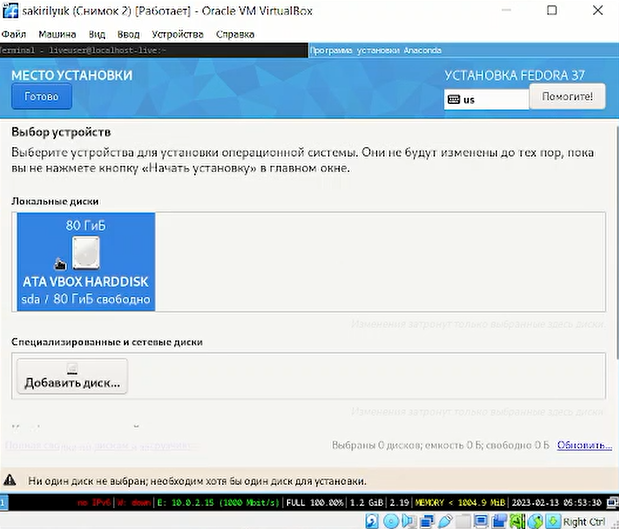 sakirilyuk (Снимок 2) [Работает] - Oracle VM VirtualBox
Файл Машина Вид Ввод Устройства Справка
Terminal - liveuser@localhost-live:~ Программа установки Anaconda
МЕСТО УСТАНОВКИ УСТАНОВКА FEDORA 37
Готово us Помогите!
Выбор устройств
Выберите устройства для установки операционной системы. Они не будут изменены до тех пор, пока
вы не нажмете кнопку «Начать установку» в главном окне.
Локальные диски
80 ГиБ
ATA VBOX HARDDISK
sda / 80 ГиБ свободно
Изменения затронут только выбранные здесь диски.
Специализированные и сетевые диски
Добавить диск...
Изменения затронут только выбранные здесь диски.
Выбраны 0 дисков; емкость 0 Б; свободно 0 Б Обновить...
Ни один диск не выбран; необходим хотя бы один диск для установки.
1 no IPv6|W: down|E: 10.0.2.15 (1000 Mbit/s)|FULL 100.00%|1.2 GiB|2.19|MEMORY < 1004.9 MiB|2023-02-13 05:53:30
Right Ctrl